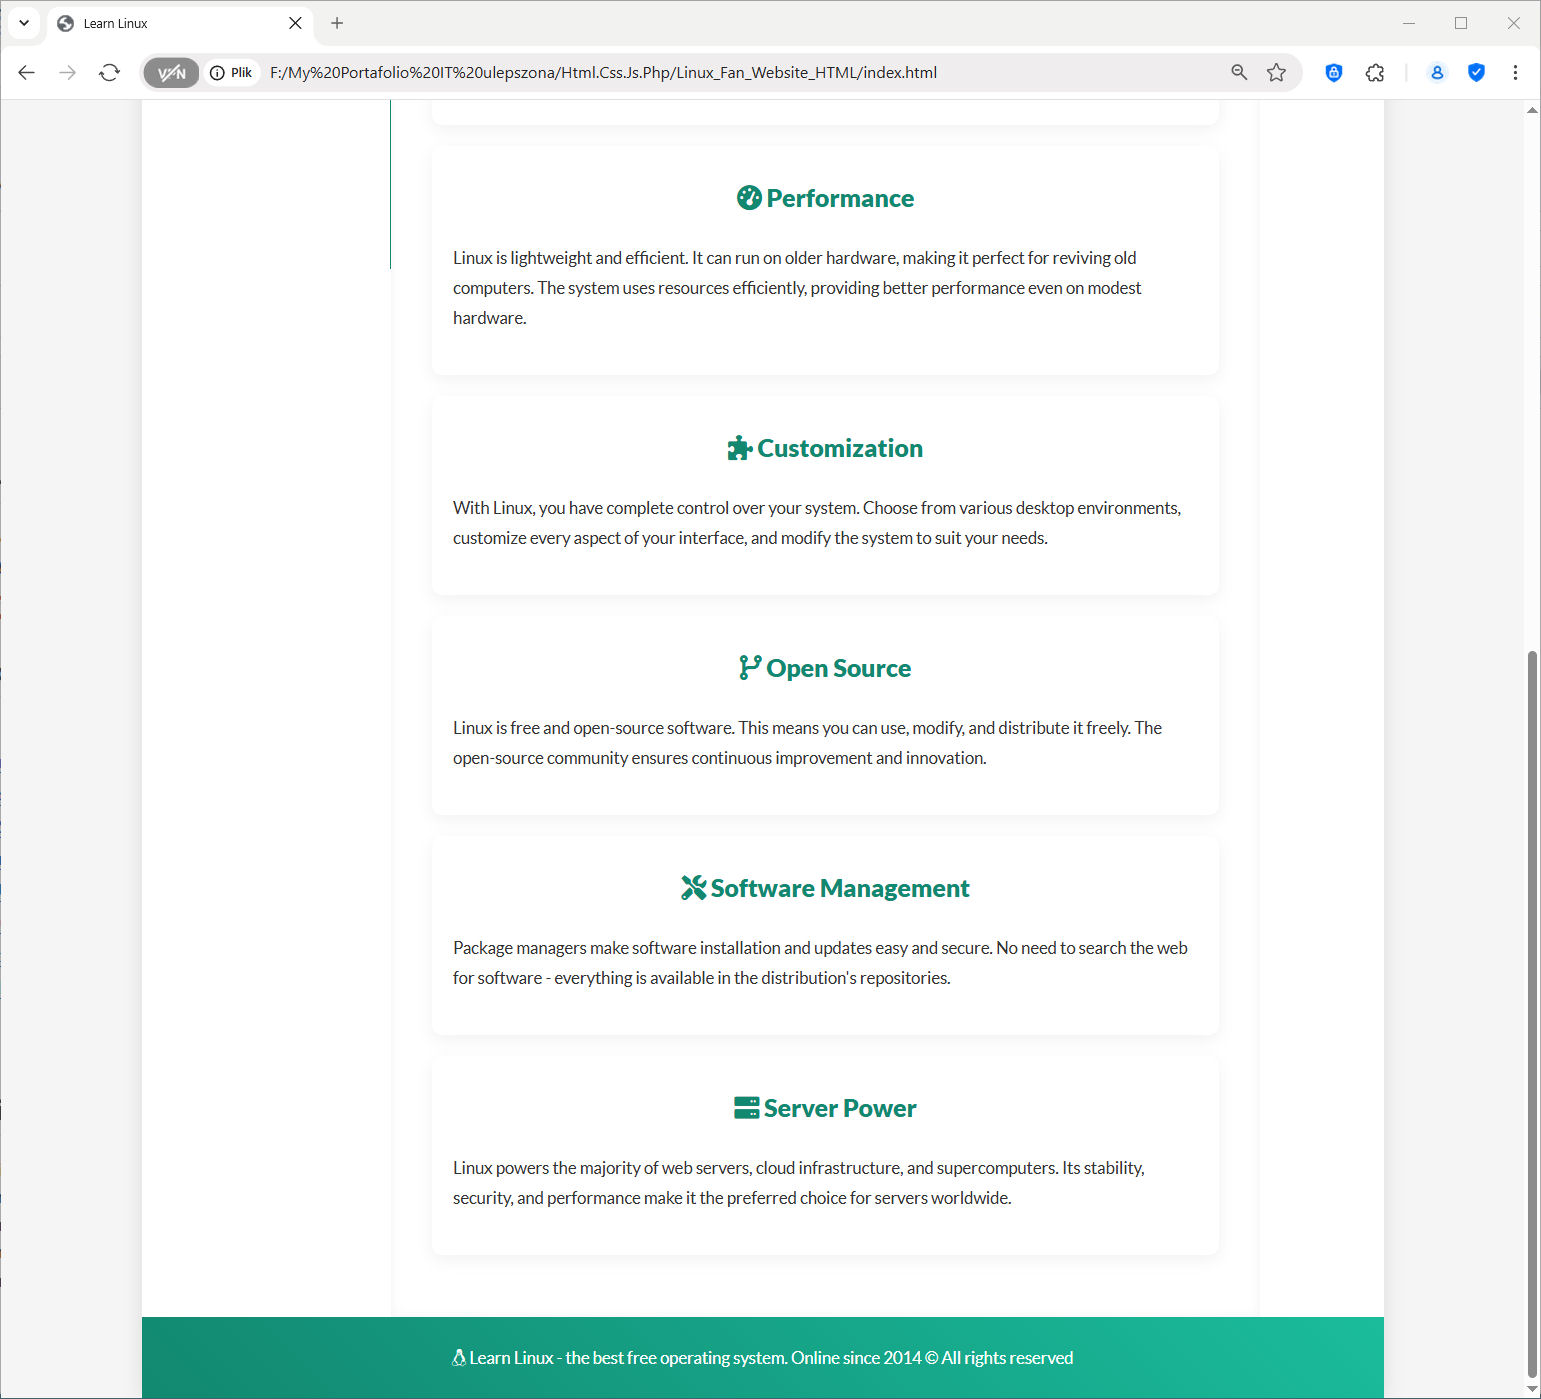 Learn Linux
VPN
Plik
F:/My%20Portafolio%20IT%20ulepszona/Html.Css.Js.Php/Linux_Fan_Website_HTML/index.html
Performance
Linux is lightweight and efficient. It can run on older hardware, making it perfect for reviving old
computers. The system uses resources efficiently, providing better performance even on modest
hardware.
Customization
With Linux, you have complete control over your system. Choose from various desktop environments,
customize every aspect of your interface, and modify the system to suit your needs.
Open Source
Linux is free and open-source software. This means you can use, modify, and distribute it freely. The
open-source community ensures continuous improvement and innovation.
Software Management
Package managers make software installation and updates easy and secure. No need to search the web
for software - everything is available in the distribution's repositories.
Server Power
Linux powers the majority of web servers, cloud infrastructure, and supercomputers. Its stability,
security, and performance make it the preferred choice for servers worldwide.
Learn Linux - the best free operating system. Online since 2014 © All rights reserved